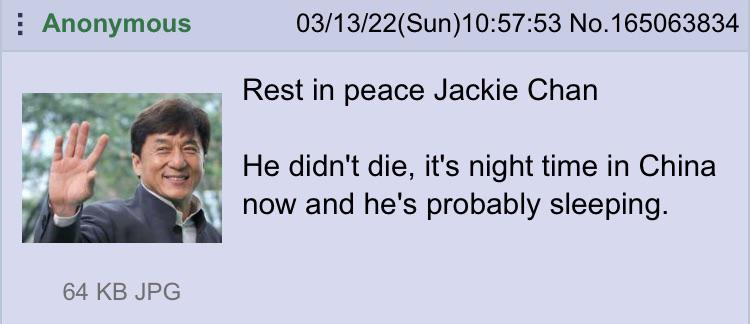 Anonymous 03/13/22(Sun)10:57:53 No.165063834
Rest in peace Jackie Chan
He didn't die, it's night time in China
now and he's probably sleeping.
64 KB JPG